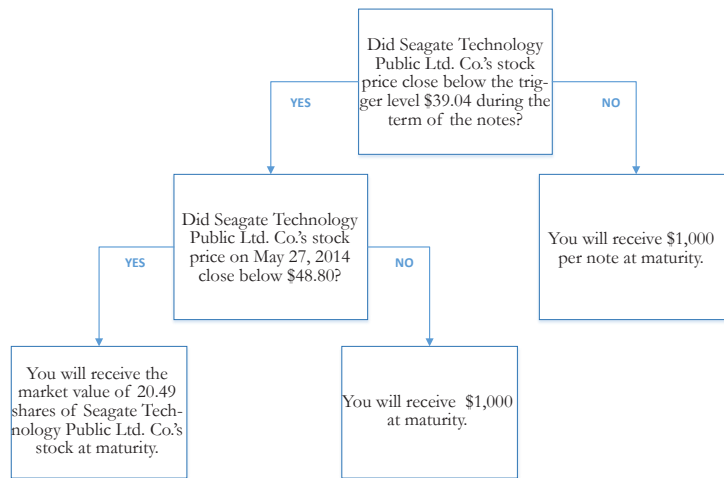 Did Seagate Technology
Public Ltd. Co.'s stock
price close below the trig-
ger level $39.04 during the
term of the notes?
YES
NO
Did Seagate Technology
Public Ltd. Co.'s stock
price on May 27, 2014
close below $48.80?
You will receive $1,000
per note at maturity.
YES
NO
You will receive the
market value of 20.49
shares of Seagate Tech-
nology Public Ltd. Co.'s
stock at maturity.
You will receive $1,000
at maturity.